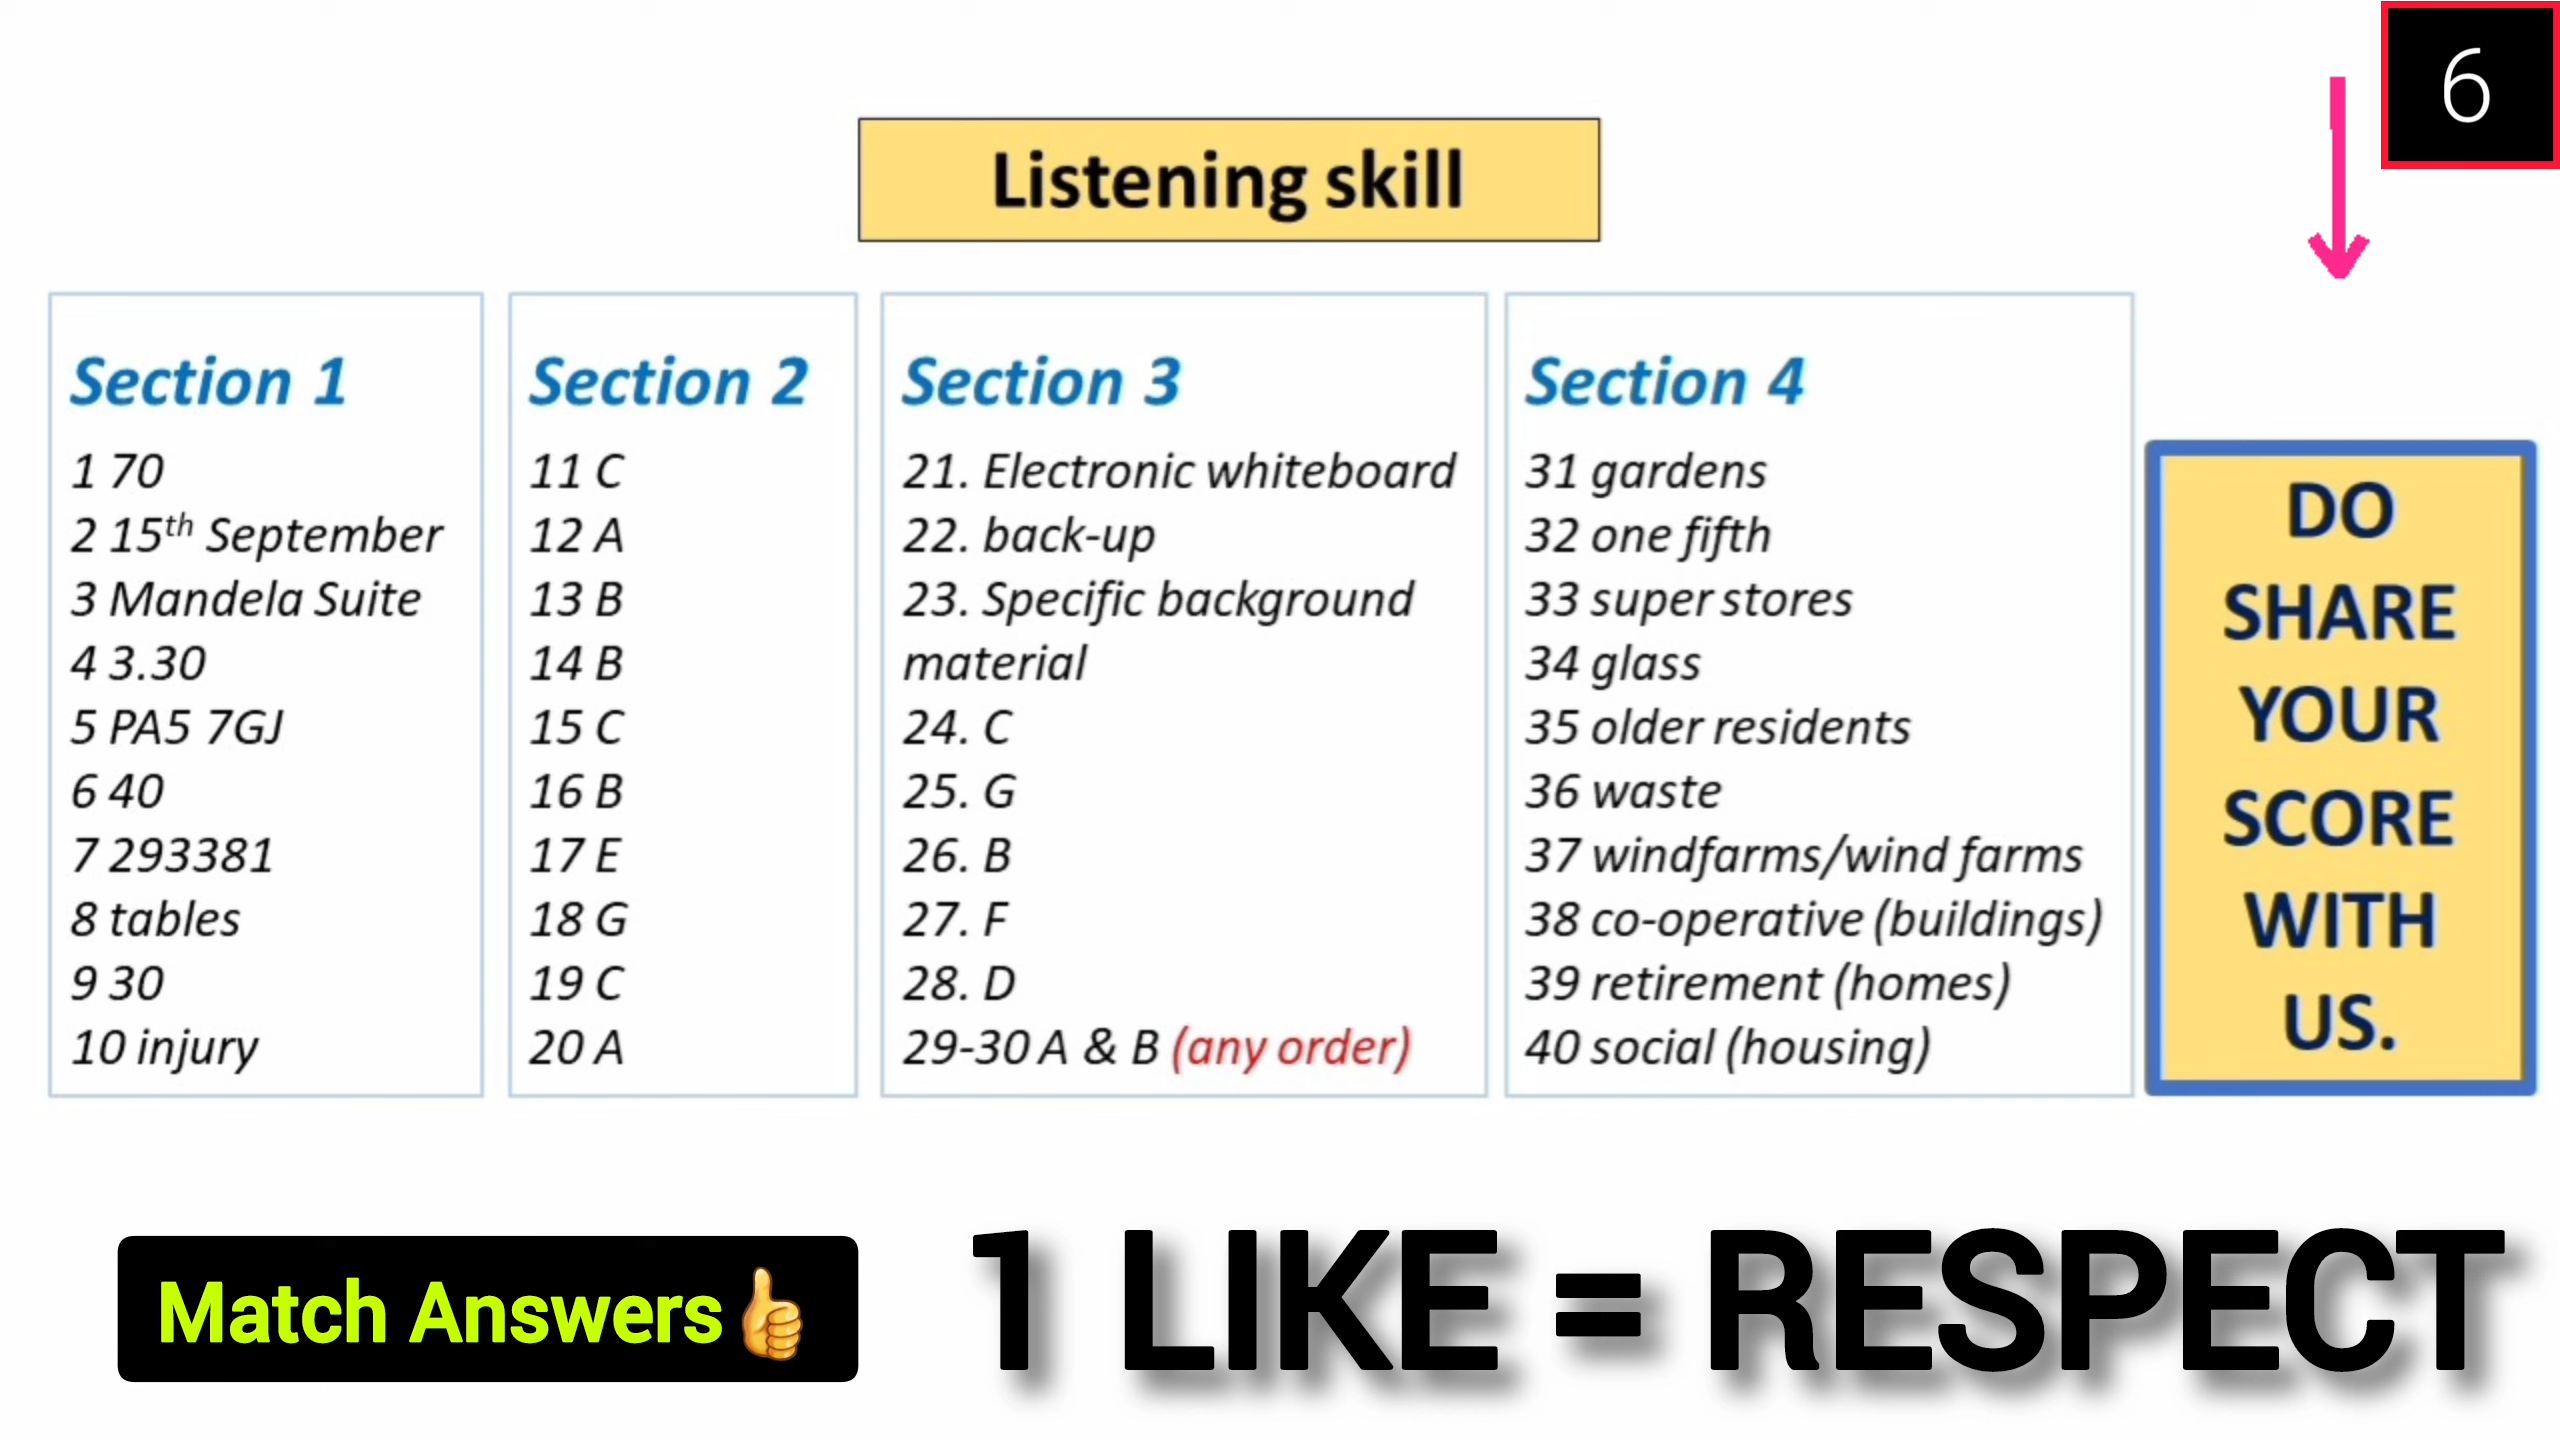 6
Listening skill
Section 1
1 70
2 15th September
3 Mandela Suite
4 3.30
5 PA5 7GJ
6 40
7 293381
8 tables
9 30
10 injury
Section 2
11 C
12 A
13 B
14 B
15 C
16 B
17 E
18 G
19 C
20 A
Section 3
21. Electronic whiteboard
22. back-up
23. Specific background
material
24. C
25. G
26. B
27. F
28. D
29-30 A & B (any order)
Section 4
31 gardens
32 one fifth
33 super stores
34 glass
35 older residents
36 waste
37 windfarms/wind farms
38 co-operative (buildings)
39 retirement (homes)
40 social (housing)
DO
SHARE
YOUR
SCORE
WITH
US.
Match Answers👍
1 LIKE = RESPECT